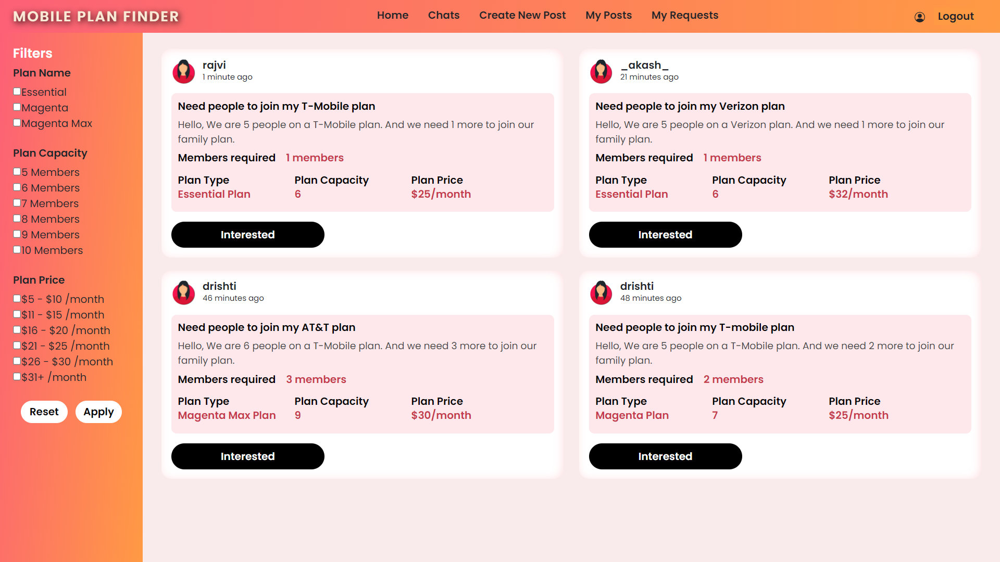 MOBILE PLAN FINDER
Home Chats Create New Post My Posts My Requests
Logout
Filters
Plan Name
Essential
Magenta
Magenta Max
Plan Capacity
5 Members
6 Members
7 Members
8 Members
9 Members
10 Members
Plan Price
$5 - $10 /month
$11 - $15 /month
$16 - $20 /month
$21 - $25 /month
$26 - $30 /month
$31+ /month
Reset Apply
rajvi
1 minute ago
Need people to join my T-Mobile plan
Hello, We are 5 people on a T-Mobile plan. And we need 1 more to join our
family plan.
Members required 1 members
Plan Type Plan Capacity Plan Price
Essential Plan 6 $25/month
Interested
_akash_
21 minutes ago
Need people to join my Verizon plan
Hello, We are 5 people on a Verizon plan. And we need 1 more to join our
family plan.
Members required 1 members
Plan Type Plan Capacity Plan Price
Essential Plan 6 $32/month
Interested
drishti
46 minutes ago
Need people to join my AT&T plan
Hello, We are 6 people on a T-Mobile plan. And we need 3 more to join our
family plan.
Members required 3 members
Plan Type Plan Capacity Plan Price
Magenta Max Plan 9 $30/month
Interested
drishti
48 minutes ago
Need people to join my T-mobile plan
Hello, We are 5 people on a T-Mobile plan. And we need 2 more to join our
family plan.
Members required 2 members
Plan Type Plan Capacity Plan Price
Magenta Plan 7 $25/month
Interested